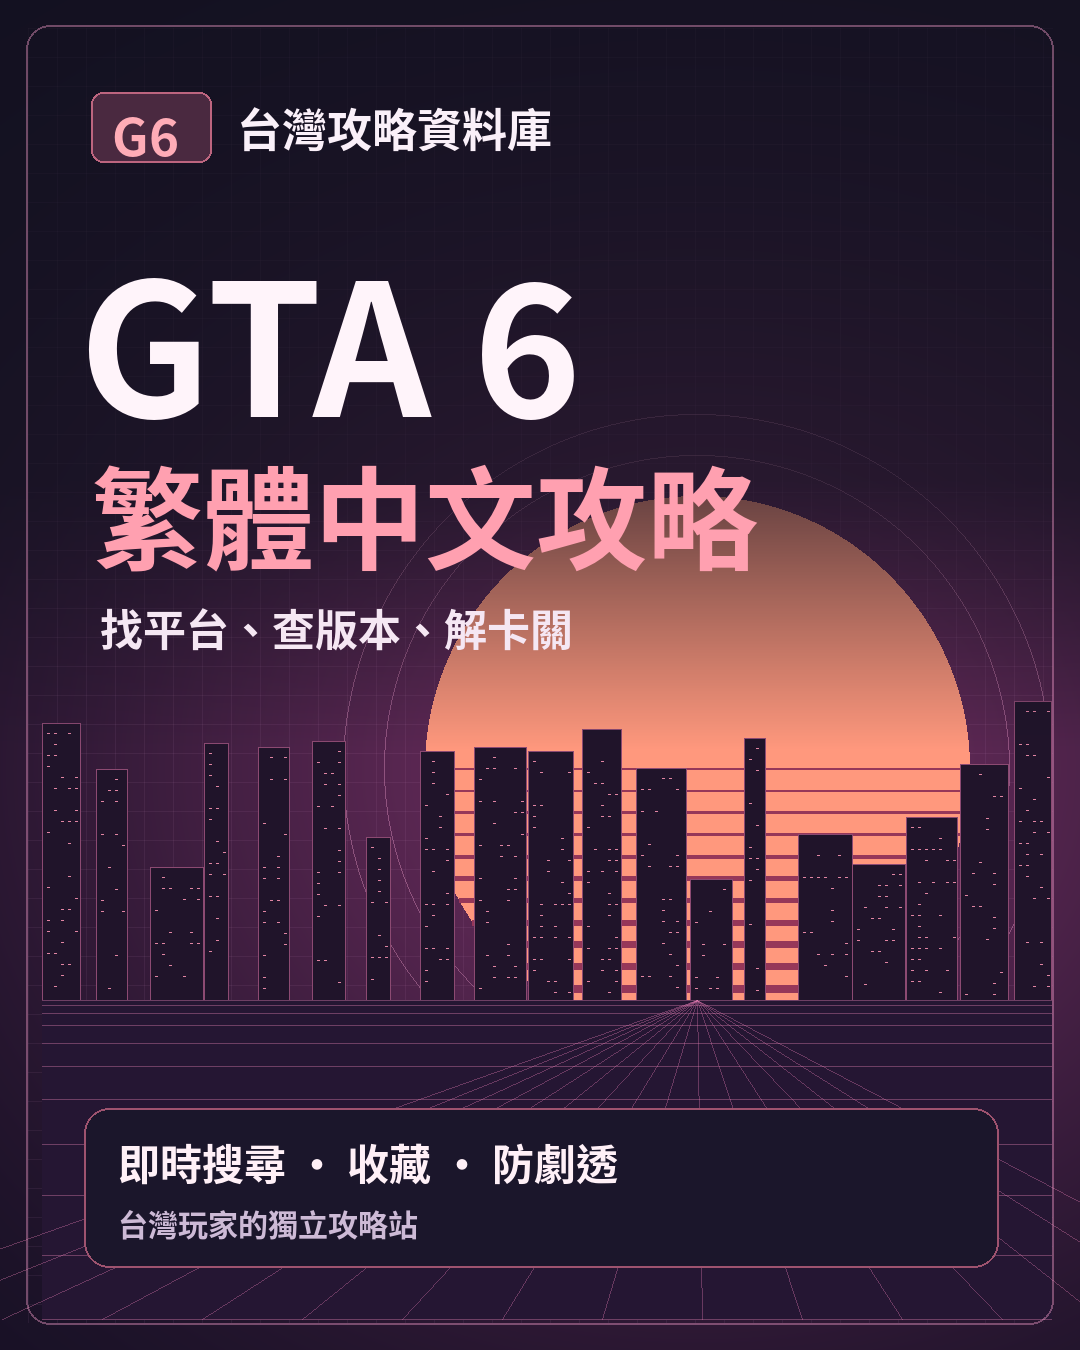 G6 台灣攻略資料庫
GTA 6
繁體中文攻略
找平台、查版本、解卡關
即時搜尋 · 收藏 · 防劇透
台灣玩家的獨立攻略站